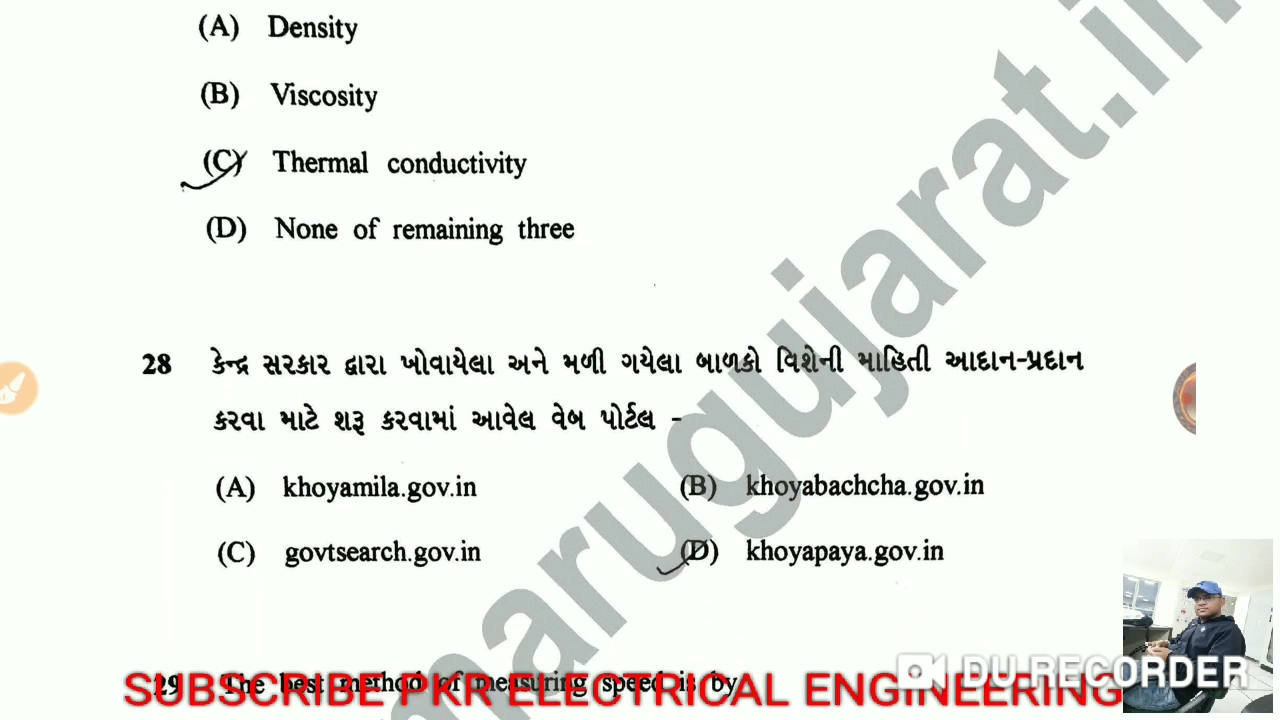 (A) Density
(B) Viscosity
(C) Thermal conductivity
(D) None of remaining three
28 કેન્દ્ર સરકાર દ્વારા ખોવાયેલા અને મળી ગયેલા બાળકો વિશેની માહિતી આદાન-પ્રદાન
કરવા માટે શરૂ કરવામાં આવેલ વેબ પોર્ટલ -
(A) khoyamila.gov.in (B) khoyabachcha.gov.in
(C) govtsearch.gov.in (D) khoyapaya.gov.in
29 The best method of measuring speed is by
SUBSCRIBE PKR ELECTRICAL ENGINEERING
DU RECORDER
marugujarat.in